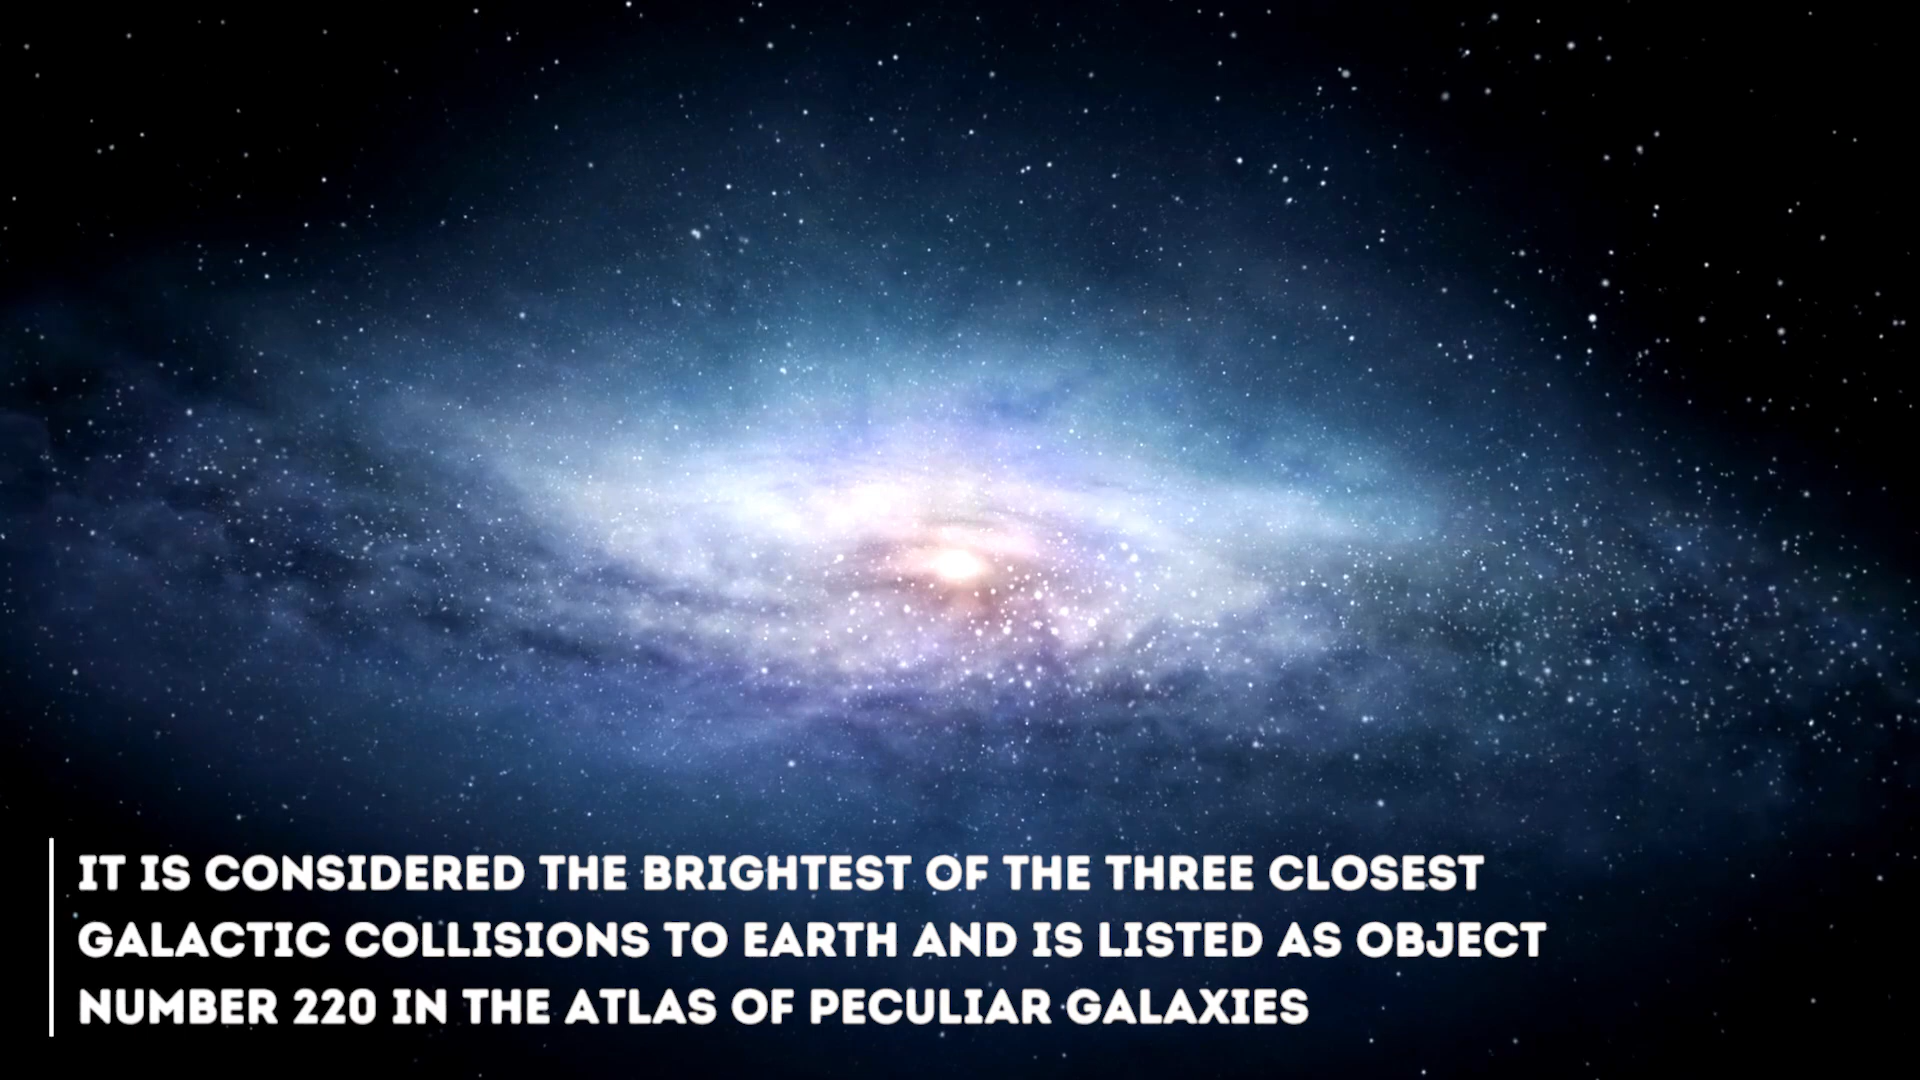 IT IS CONSIDERED THE BRIGHTEST OF THE THREE CLOSEST
GALACTIC COLLISIONS TO EARTH AND IS LISTED AS OBJECT
NUMBER 220 IN THE ATLAS OF PECULIAR GALAXIES